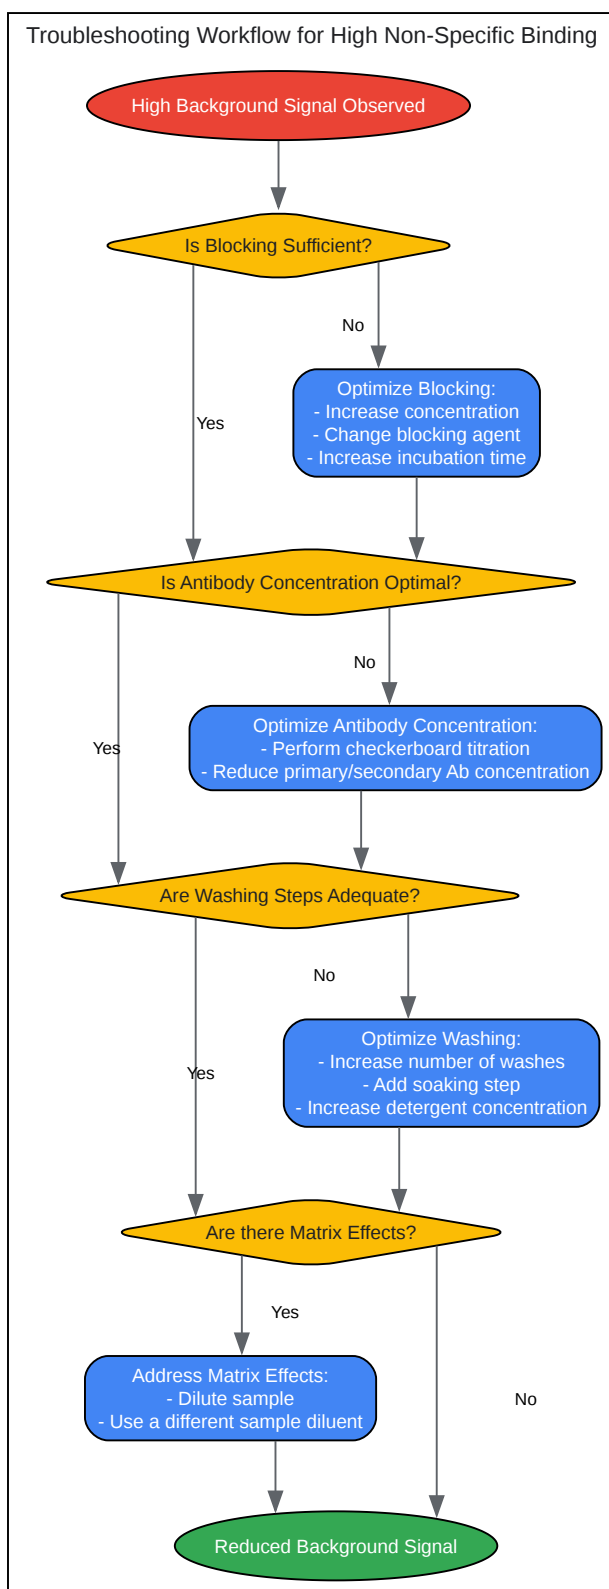 Troubleshooting Workflow for High Non-Specific Binding
High Background Signal Observed
Is Blocking Sufficient?
No
Optimize Blocking:
- Increase concentration
- Change blocking agent
- Increase incubation time
Yes
Is Antibody Concentration Optimal?
No
Optimize Antibody Concentration:
- Perform checkerboard titration
- Reduce primary/secondary Ab concentration
Yes
Are Washing Steps Adequate?
No
Optimize Washing:
- Increase number of washes
- Add soaking step
- Increase detergent concentration
Yes
Are there Matrix Effects?
Yes
Address Matrix Effects:
- Dilute sample
- Use a different sample diluent
No
Reduced Background Signal